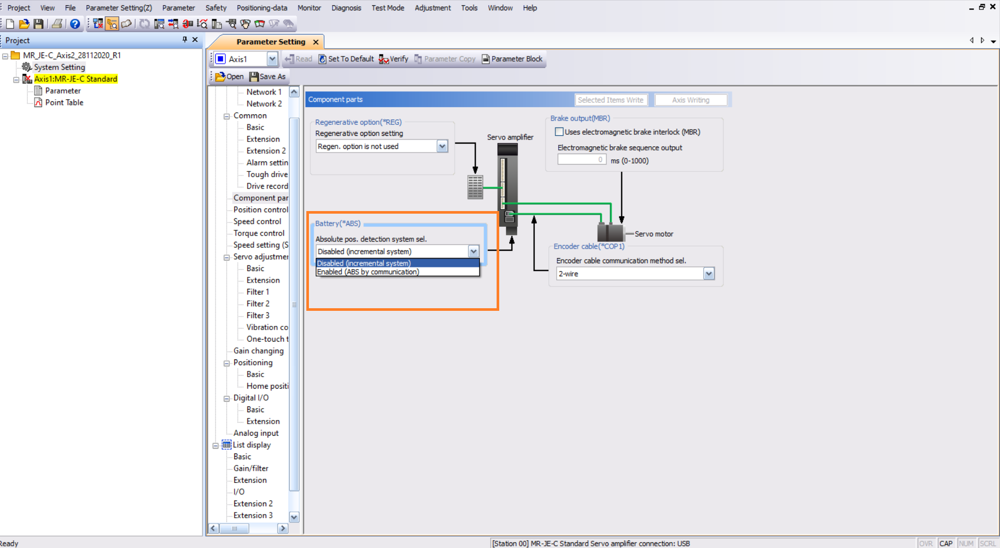 Project View File Parameter Setting(Z) Parameter Safety Positioning-data Monitor Diagnosis Test Mode Adjustment Tools Window Help
Project
MR_JE-C_Axis2_28112020_R1
System Setting
Axis1:MR-JE-C Standard
Parameter
Point Table
Parameter Setting
Axis1 Read Set To Default Verify Parameter Copy Parameter Block
Open Save As
Network 1
Network 2
Common
Basic
Extension
Extension 2
Alarm settin
Tough drive
Drive record
Component par
Position control
Speed control
Torque control
Speed setting (S
Servo adjustmer
Basic
Extension
Filter 1
Filter 2
Filter 3
Vibration co
One-touch t
Gain changing
Positioning
Basic
Home positi
Digital I/O
Basic
Extension
Analog input
List display
Basic
Gain/filter
Extension
I/O
Extension 2
Extension 3
Component parts
Selected Items Write Axis Writing
Regenerative option(*REG)
Regenerative option setting
Regen. option is not used
Servo amplifier
Brake output(MBR)
Uses electromagnetic brake interlock (MBR)
Electromagnetic brake sequence output
0 ms (0-1000)
Battery(*ABS)
Absolute pos. detection system sel.
Disabled (incremental system)
Disabled (incremental system)
Enabled (ABS by communication)
Servo motor
Encoder cable(*COP1)
Encoder cable communication method sel.
2-wire
Ready
[Station 00] MR-JE-C Standard Servo amplifier connection: USB
OVR CAP NUM SCRL